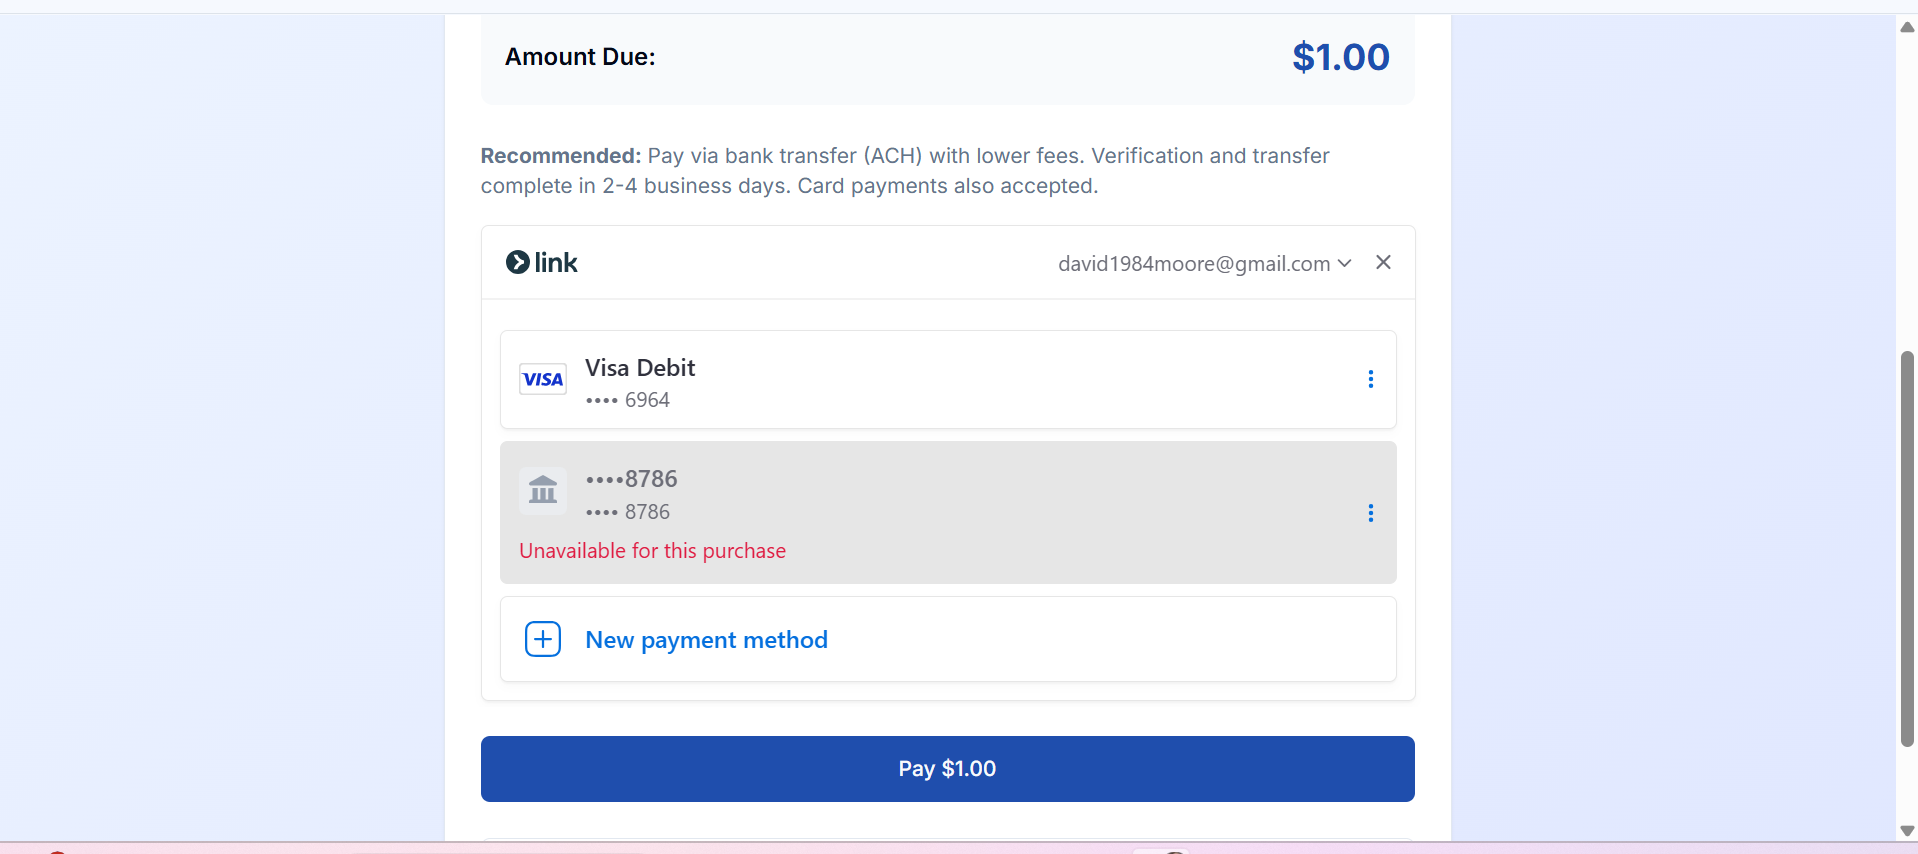 Amount Due:
$1.00
Recommended: Pay via bank transfer (ACH) with lower fees. Verification and transfer
complete in 2-4 business days. Card payments also accepted.
link
david1984moore@gmail.com
VISA
Visa Debit
•••• 6964
••••8786
•••• 8786
Unavailable for this purchase
New payment method
Pay $1.00